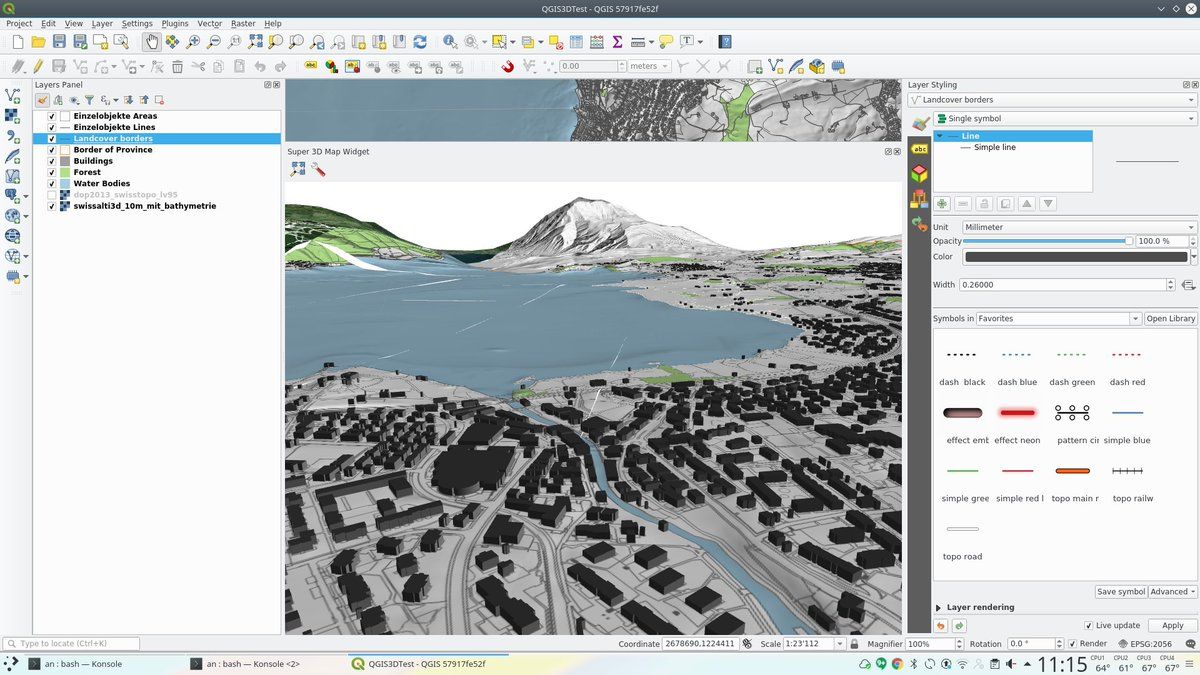 QGIS3DTest - QGIS 57917fe52f
Project Edit View Layer Settings Plugins Vector Raster Help
0.00 meters
Layers Panel
Einzelobjekte Areas
Einzelobjekte Lines
Landcover borders
Border of Province
Buildings
Forest
Water Bodies
dop2013_swisstopo_lv95
swissalti3d_10m_mit_bathymetrie
Super 3D Map Widget
Layer Styling
Landcover borders
Single symbol
Line
Simple line
Unit Millimeter
Opacity 100.0 %
Color
Width 0.26000
Symbols in Favorites Open Library
dash black dash blue dash green dash red
effect emb effect neon pattern cir simple blue
simple gree simple red l topo main r topo railw
topo road
Save symbol Advanced
Layer rendering
Live update Apply
Type to locate (Ctrl+K) Coordinate 2678690,1224411 Scale 1:23'112 Magnifier 100% Rotation 0.0 ° Render EPSG:2056
an : bash — Konsole an : bash — Konsole <2> QGIS3DTest - QGIS 57917fe52f 11:15
CPU1 CPU2 CPU3 CPU4
64° 61° 67° 67°